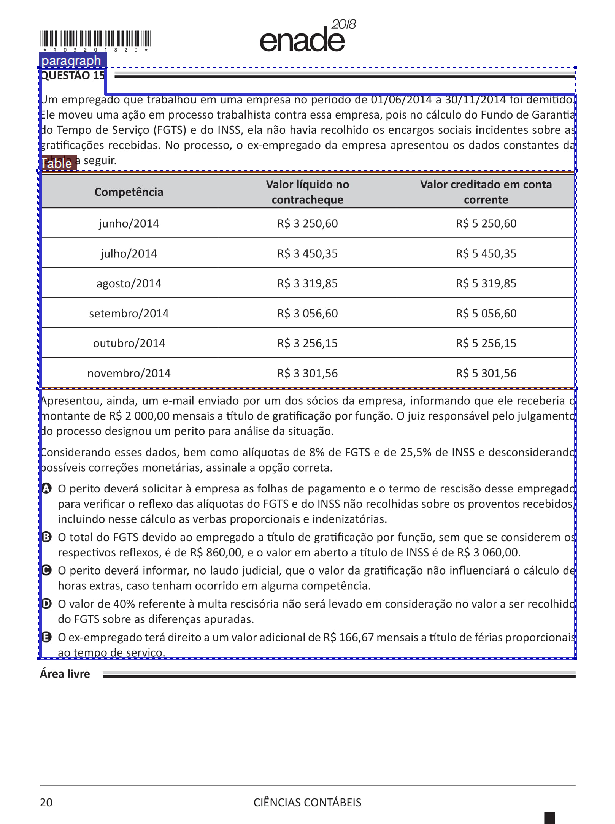 * R 0 3 2 0 1 8 2 0 *
enade 2018
paragraph
QUESTÃO 15
Um empregado que trabalhou em uma empresa no período de 01/06/2014 a 30/11/2014 foi demitido.
Ele moveu uma ação em processo trabalhista contra essa empresa, pois no cálculo do Fundo de Garantia
do Tempo de Serviço (FGTS) e do INSS, ela não havia recolhido os encargos sociais incidentes sobre as
gratificações recebidas. No processo, o ex-empregado da empresa apresentou os dados constantes da
Table a seguir.
Competência Valor líquido no contracheque Valor creditado em conta corrente
junho/2014 R$ 3 250,60 R$ 5 250,60
julho/2014 R$ 3 450,35 R$ 5 450,35
agosto/2014 R$ 3 319,85 R$ 5 319,85
setembro/2014 R$ 3 056,60 R$ 5 056,60
outubro/2014 R$ 3 256,15 R$ 5 256,15
novembro/2014 R$ 3 301,56 R$ 5 301,56
Apresentou, ainda, um e-mail enviado por um dos sócios da empresa, informando que ele receberia o
montante de R$ 2 000,00 mensais a título de gratificação por função. O juiz responsável pelo julgamento
do processo designou um perito para análise da situação.
Considerando esses dados, bem como alíquotas de 8% de FGTS e de 25,5% de INSS e desconsiderando
possíveis correções monetárias, assinale a opção correta.
A O perito deverá solicitar à empresa as folhas de pagamento e o termo de rescisão desse empregado
para verificar o reflexo das alíquotas do FGTS e do INSS não recolhidas sobre os proventos recebidos,
incluindo nesse cálculo as verbas proporcionais e indenizatórias.
B O total do FGTS devido ao empregado a título de gratificação por função, sem que se considerem os
respectivos reflexos, é de R$ 860,00, e o valor em aberto a título de INSS é de R$ 3 060,00.
C O perito deverá informar, no laudo judicial, que o valor da gratificação não influenciará o cálculo de
horas extras, caso tenham ocorrido em alguma competência.
D O valor de 40% referente à multa rescisória não será levado em consideração no valor a ser recolhido
do FGTS sobre as diferenças apuradas.
E O ex-empregado terá direito a um valor adicional de R$ 166,67 mensais a título de férias proporcionais
ao tempo de serviço.
Área livre
20 CIÊNCIAS CONTÁBEIS